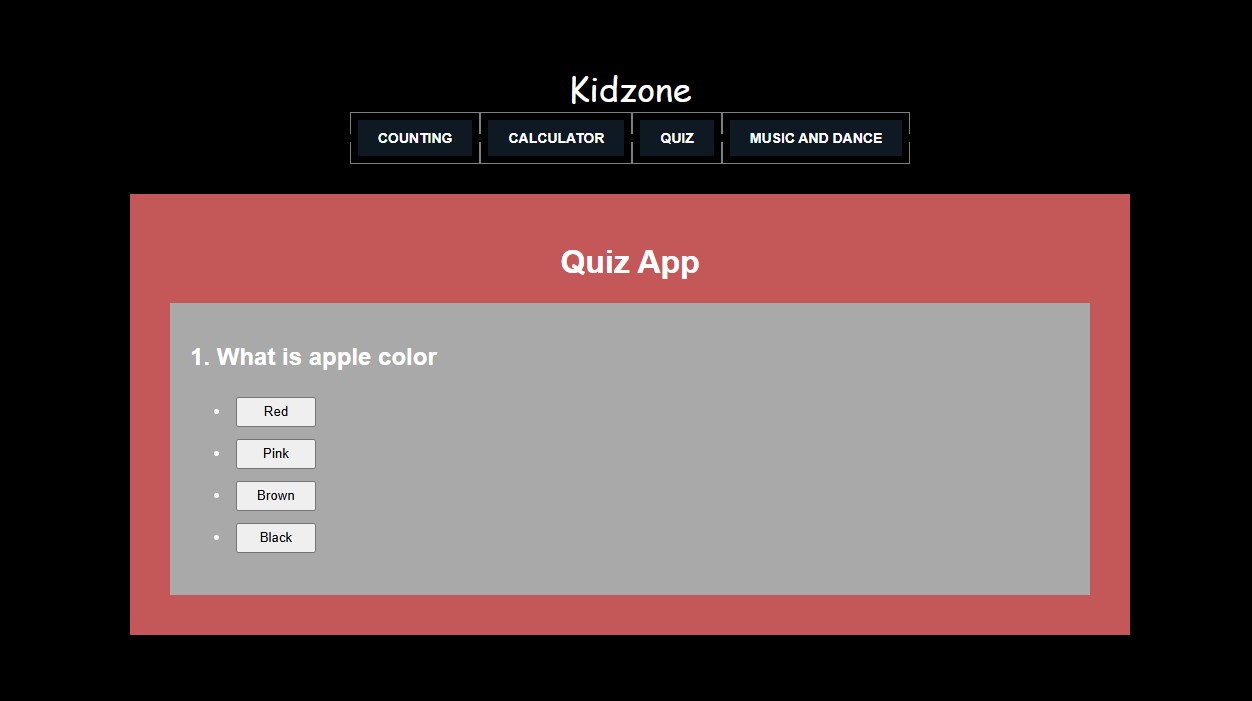 Kidzone
COUNTING CALCULATOR QUIZ MUSIC AND DANCE
Quiz App
1. What is apple color
Red
Pink
Brown
Black